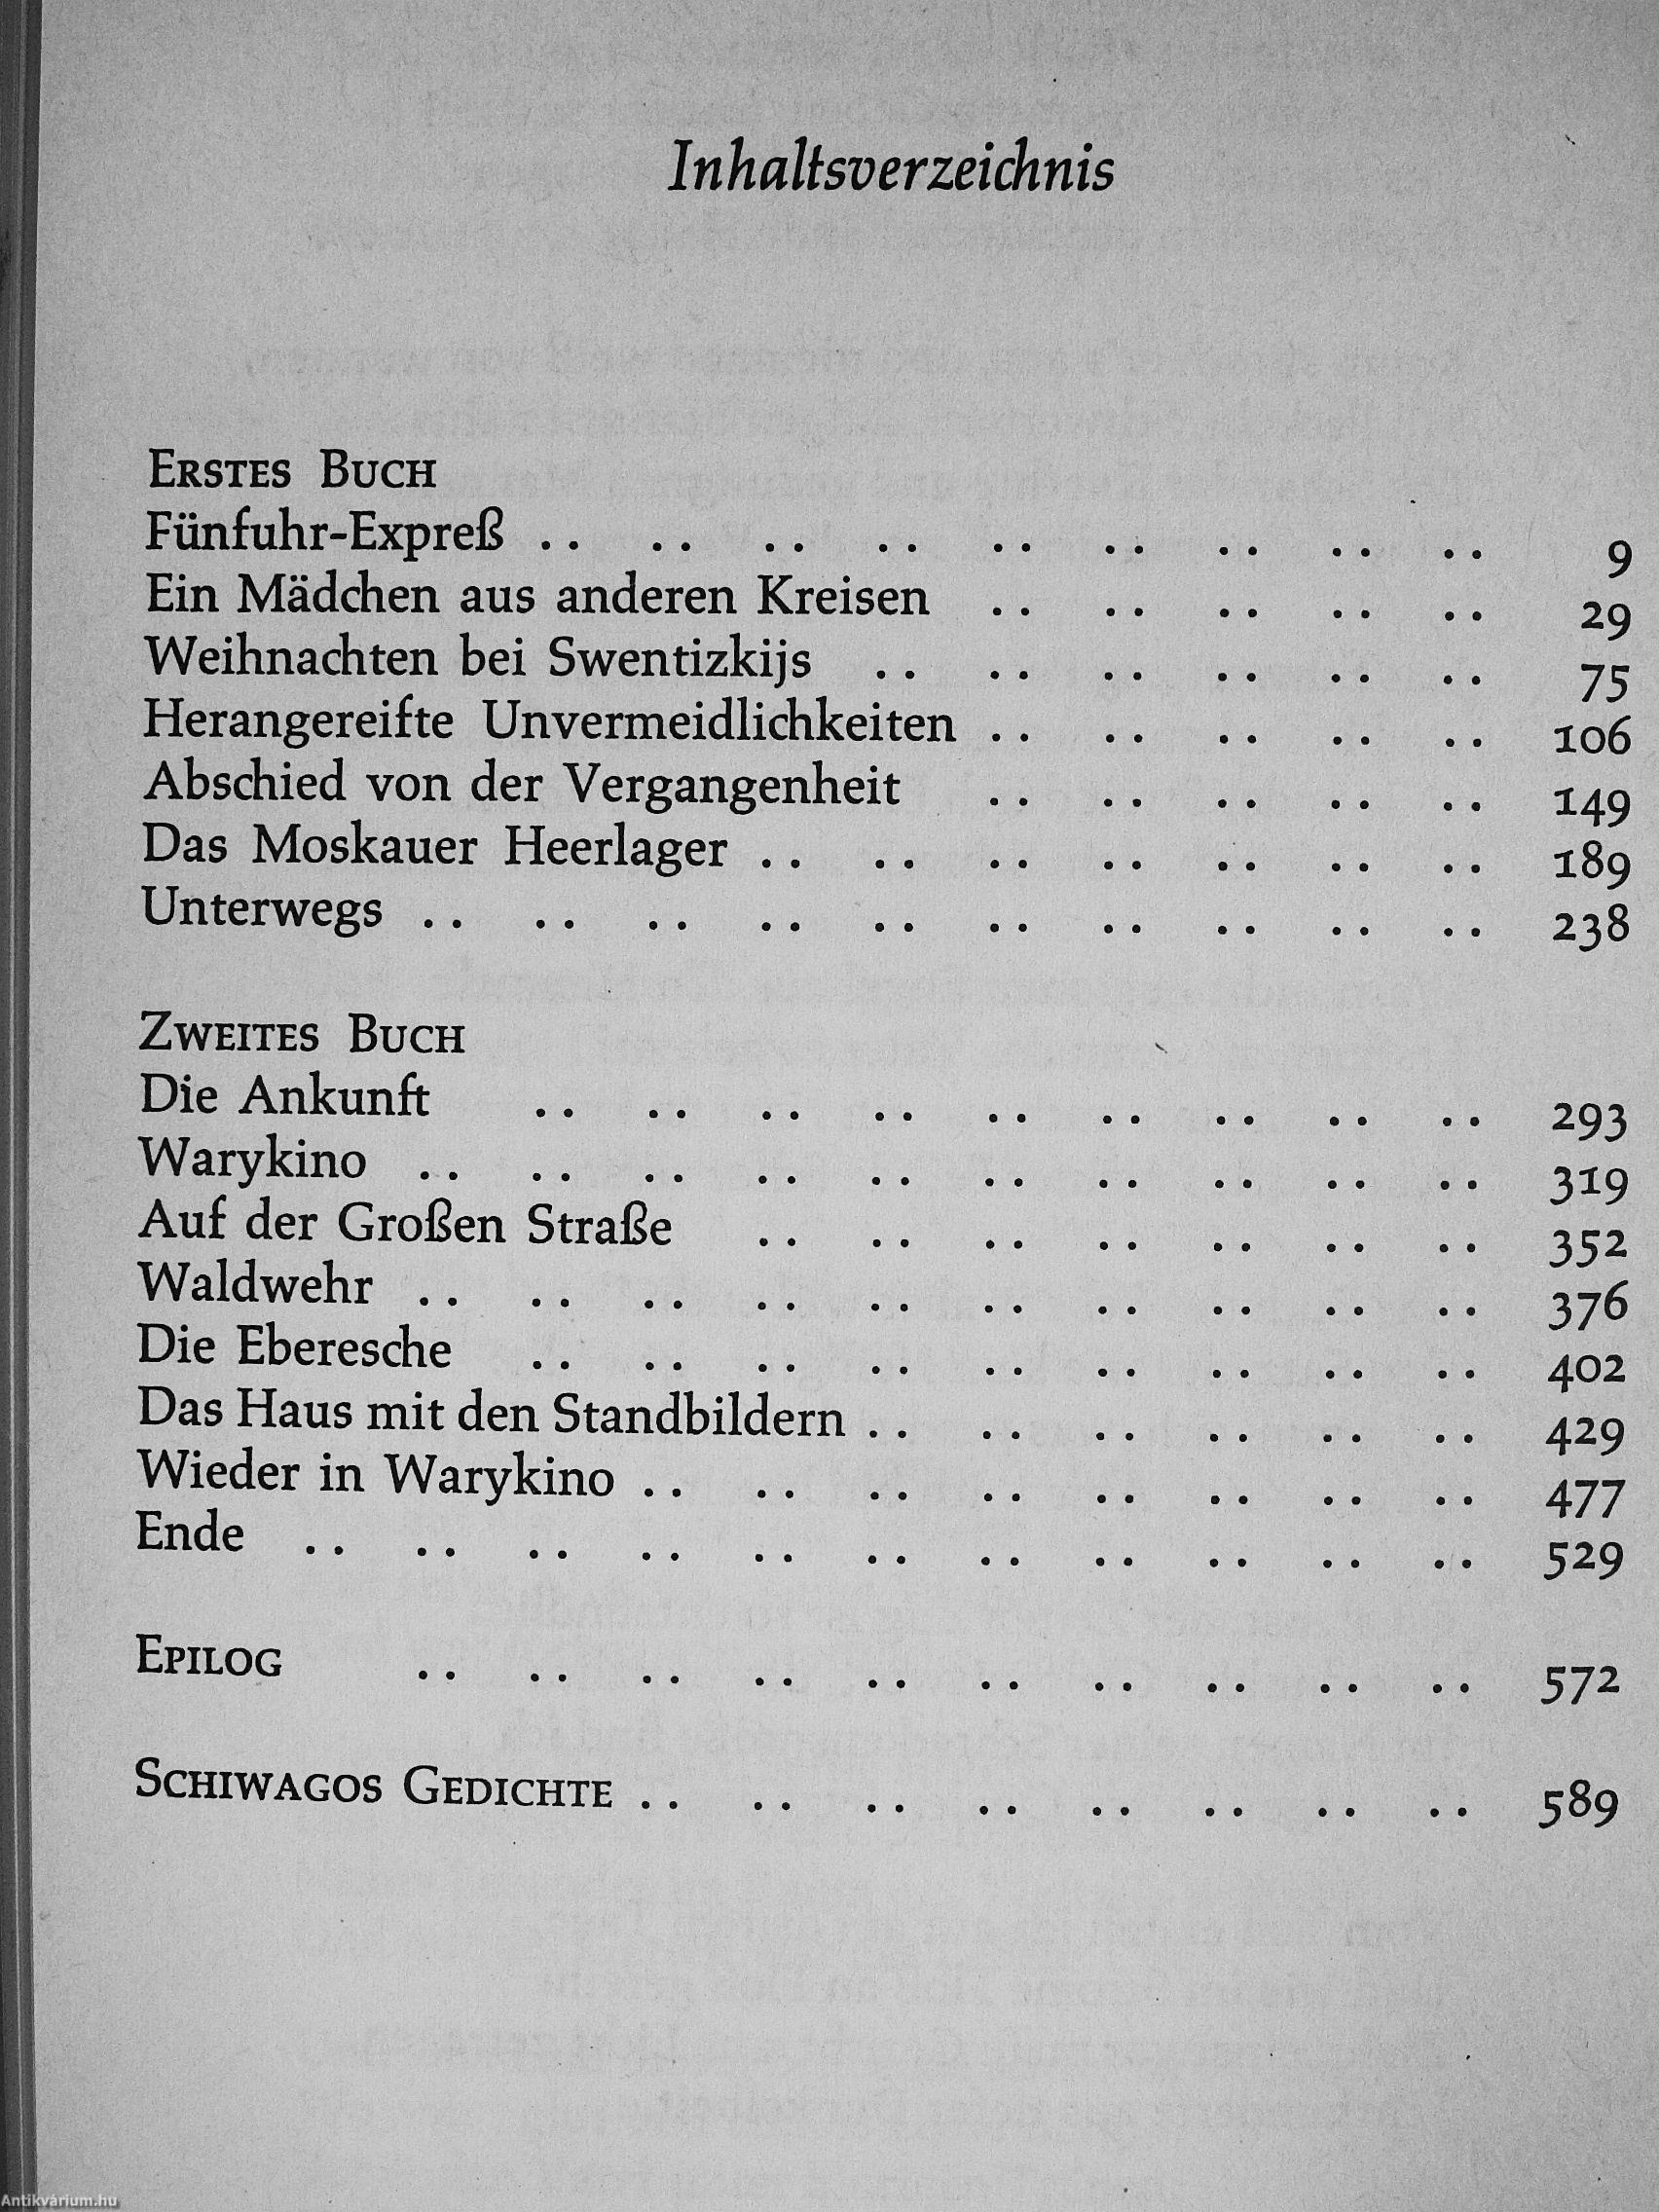 Inhaltsverzeichnis
ERSTES BUCH
Fünfuhr-Expreß .. .. .. .. .. .. .. .. .. 9
Ein Mädchen aus anderen Kreisen .. .. .. .. .. 29
Weihnachten bei Swentizkijs .. .. .. .. .. .. 75
Herangereifte Unvermeidlichkeiten .. .. .. .. .. 106
Abschied von der Vergangenheit .. .. .. .. .. 149
Das Moskauer Heerlager .. .. .. .. .. .. .. 189
Unterwegs .. .. .. .. .. .. .. .. .. .. 238
ZWEITES BUCH
Die Ankunft .. .. .. .. .. .. .. .. .. 293
Warykino .. .. .. .. .. .. .. .. .. .. 319
Auf der Großen Straße .. .. .. .. .. .. .. 352
Waldwehr .. .. .. .. .. .. .. .. .. .. 376
Die Eberesche .. .. .. .. .. .. .. .. .. 402
Das Haus mit den Standbildern .. .. .. .. .. .. 429
Wieder in Warykino .. .. .. .. .. .. .. .. 477
Ende .. .. .. .. .. .. .. .. .. .. .. 529
EPILOG .. .. .. .. .. .. .. .. .. .. 572
SCHIWAGOS GEDICHTE .. .. .. .. .. .. .. .. 589
Antikvárium.hu